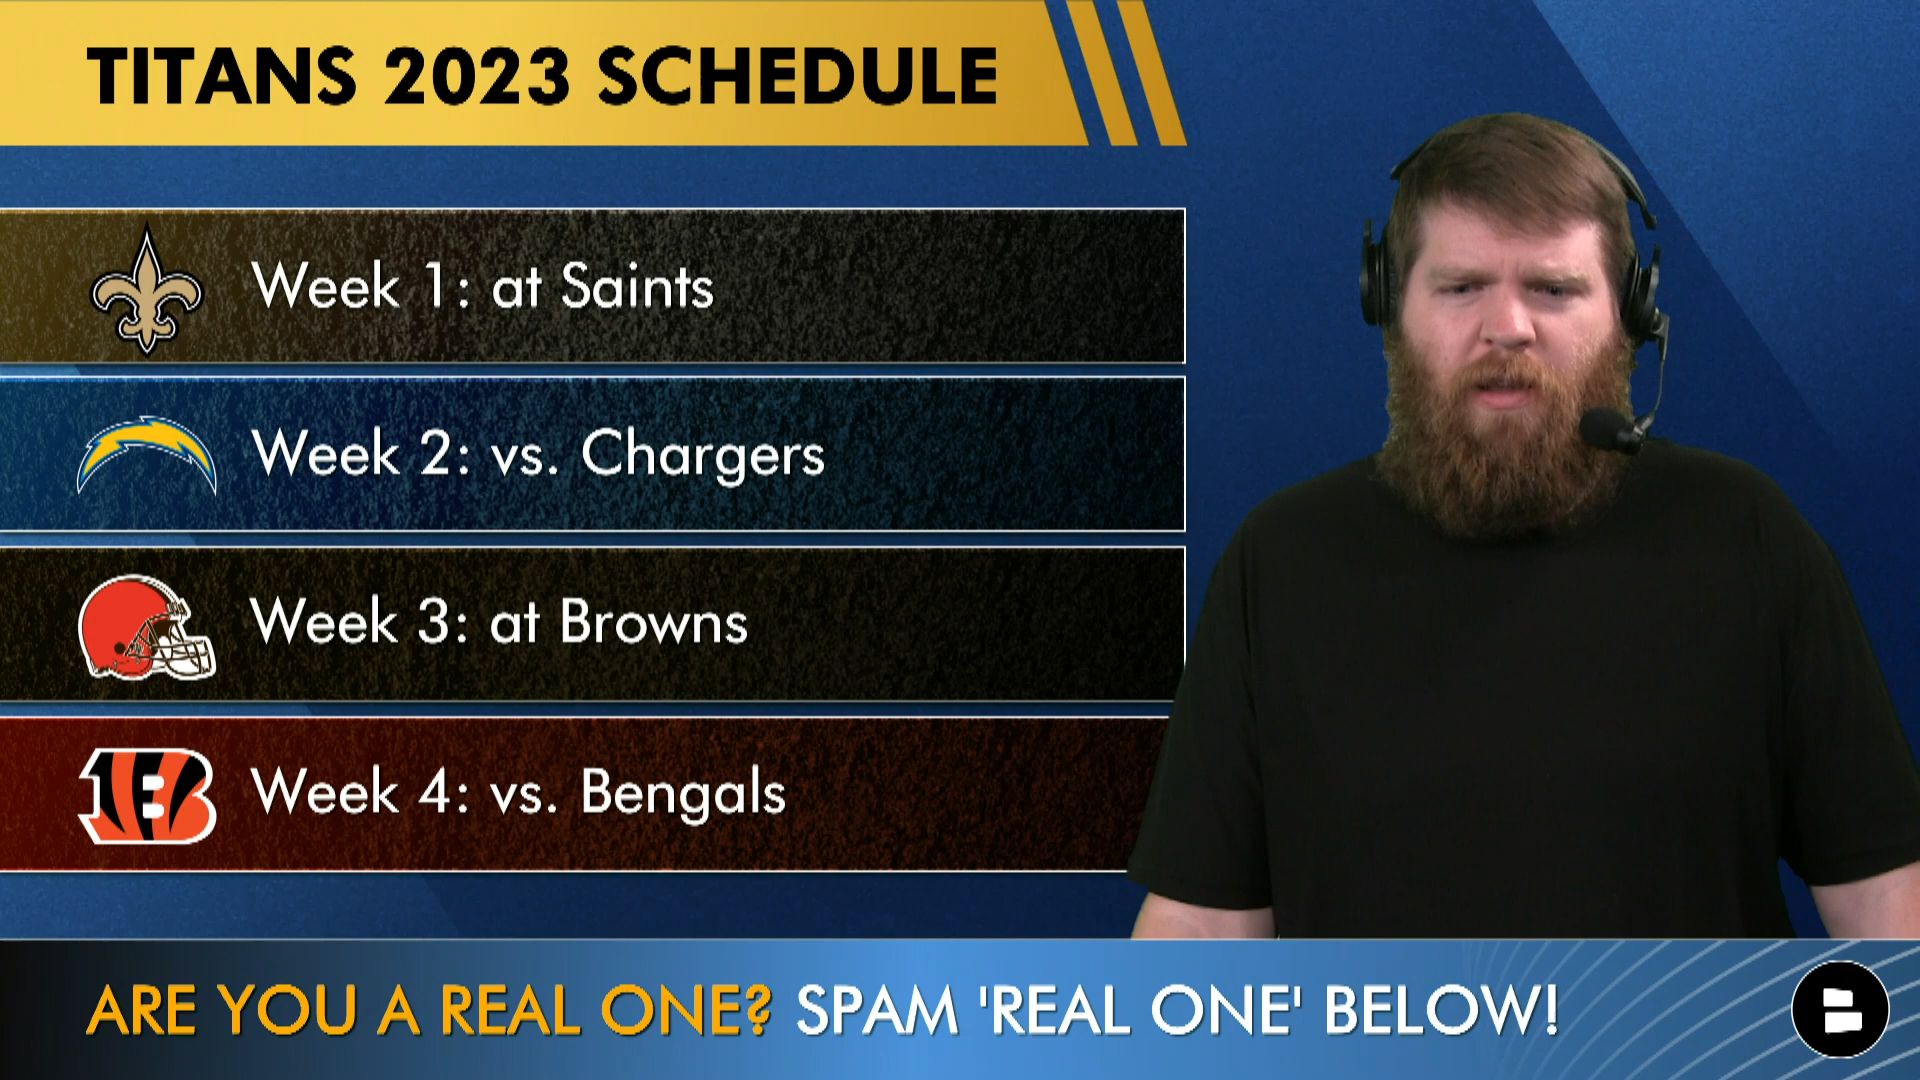 TITANS 2023 SCHEDULE
Week 1: at Saints
Week 2: vs. Chargers
Week 3: at Browns
Week 4: vs. Bengals
ARE YOU A REAL ONE? SPAM 'REAL ONE' BELOW!